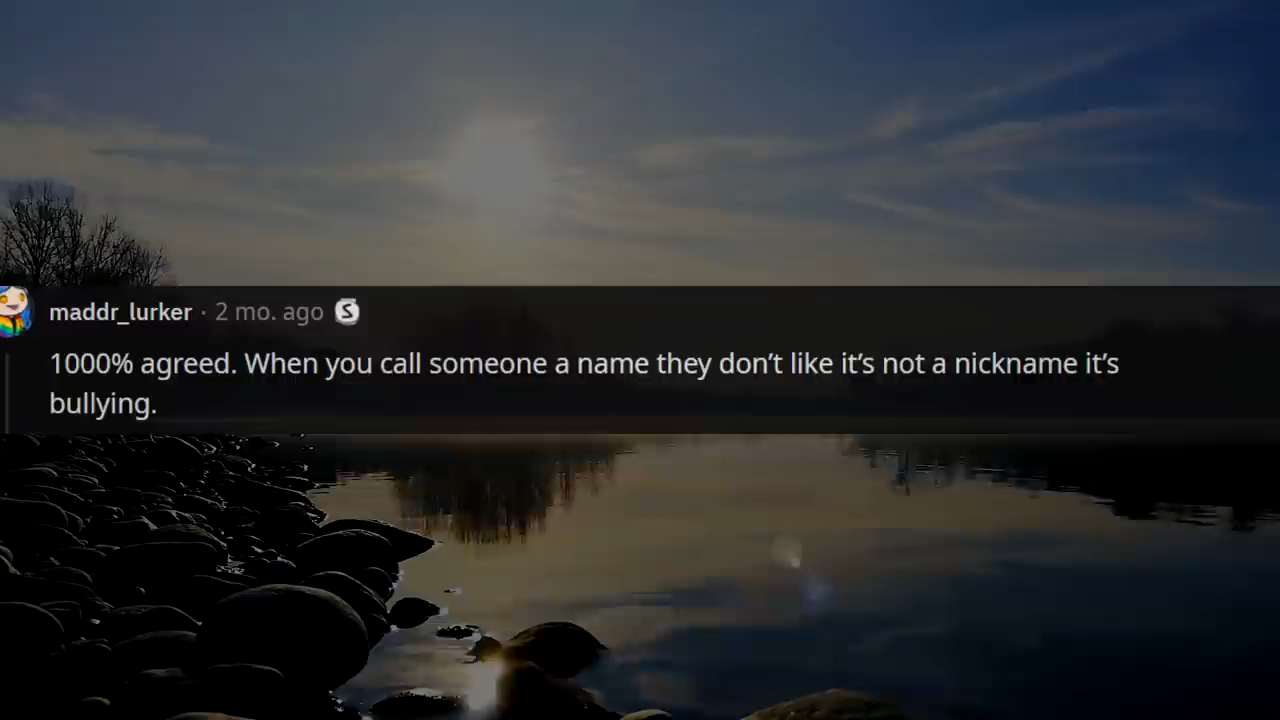 maddr_lurker · 2 mo. ago
1000% agreed. When you call someone a name they don’t like it’s not a nickname it’s
bullying.